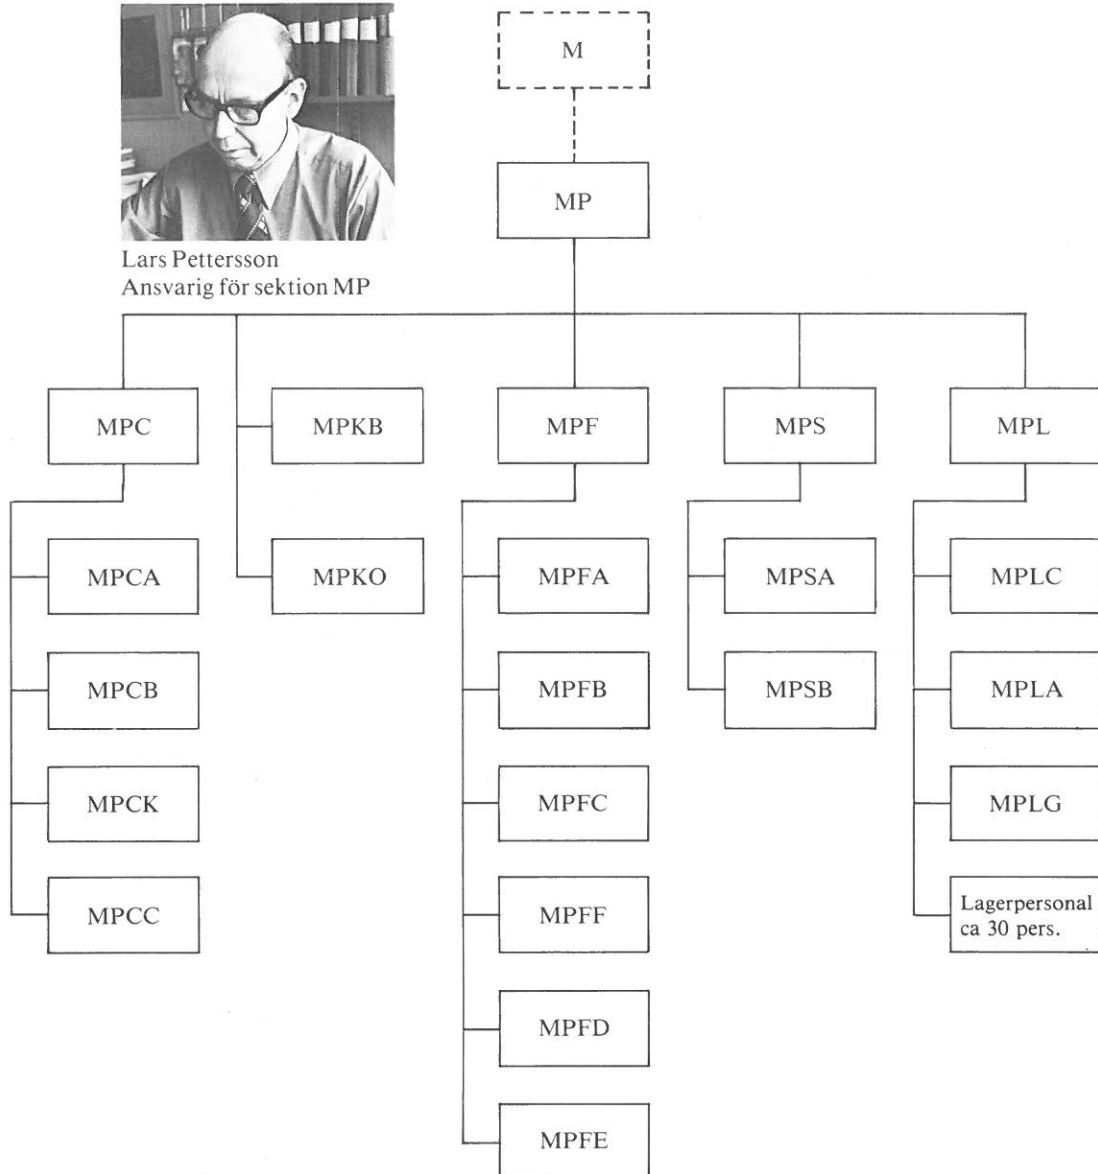 M
MP
Lars Pettersson
Ansvarig för sektion MP
MPC
MPKB
MPF
MPS
MPL
MPCA
MPKO
MPFA
MPSA
MPLC
MPCB
MPFB
MPSB
MPLA
MPCK
MPFC
MPLG
MPCC
MPFF
Lagerpersonal
ca 30 pers.
MPFD
MPFE